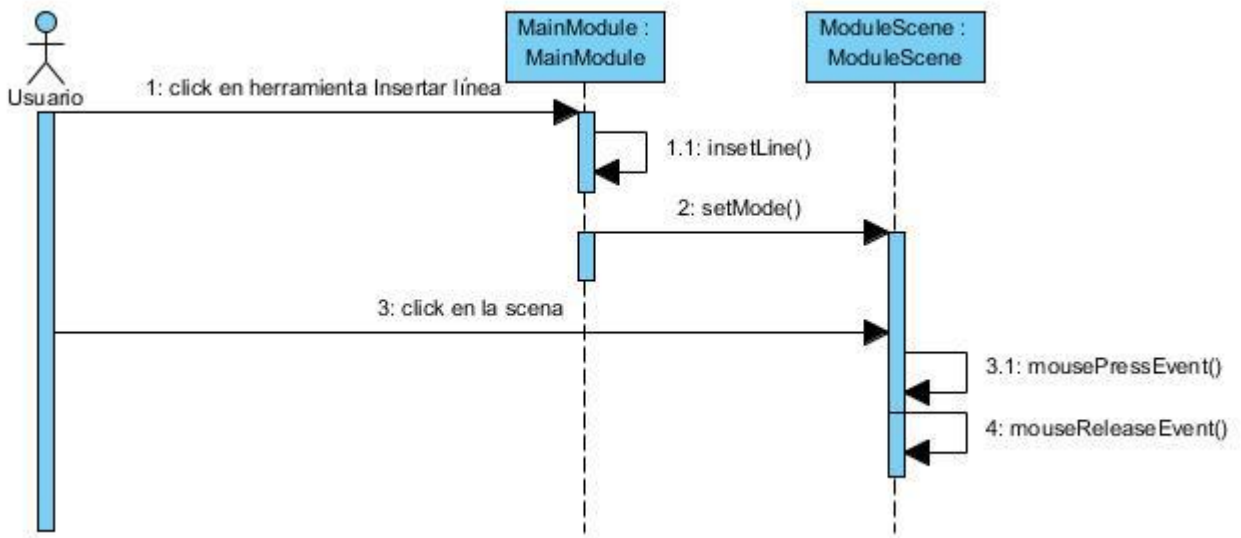 MainModule :
MainModule
ModuleScene :
ModuleScene
Usuario
1: click en herramienta Insertar línea
1.1: insetLine()
2: setMode()
3: click en la scena
3.1: mousePressEvent()
4: mouseReleaseEvent()